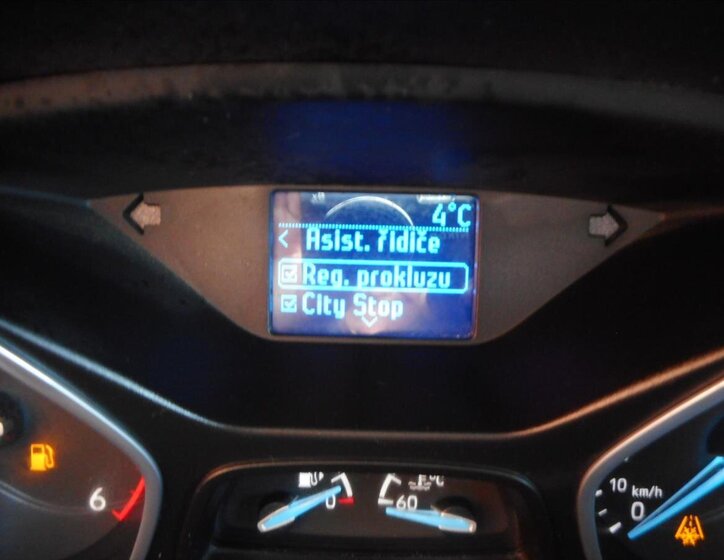 4°C
< Asist. řidiče
Reg. prokluzu
City Stop
6
0
60
°C
10 km/h
0